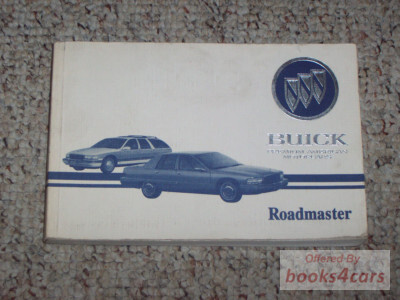 BUICK
Roadmaster
Offered By
books4cars